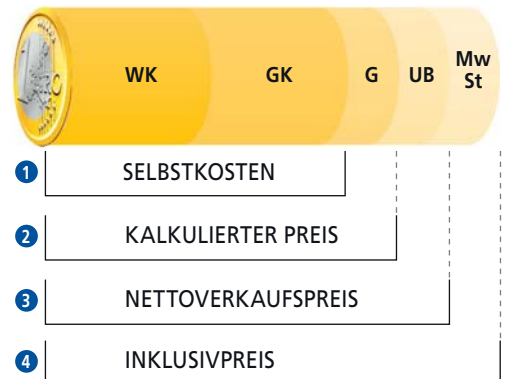 WK GK G UB Mw
St
1 SELBSTKOSTEN
2 KALKULIERTER PREIS
3 NETTOVERKAUFSPREIS
4 INKLUSIVPREIS